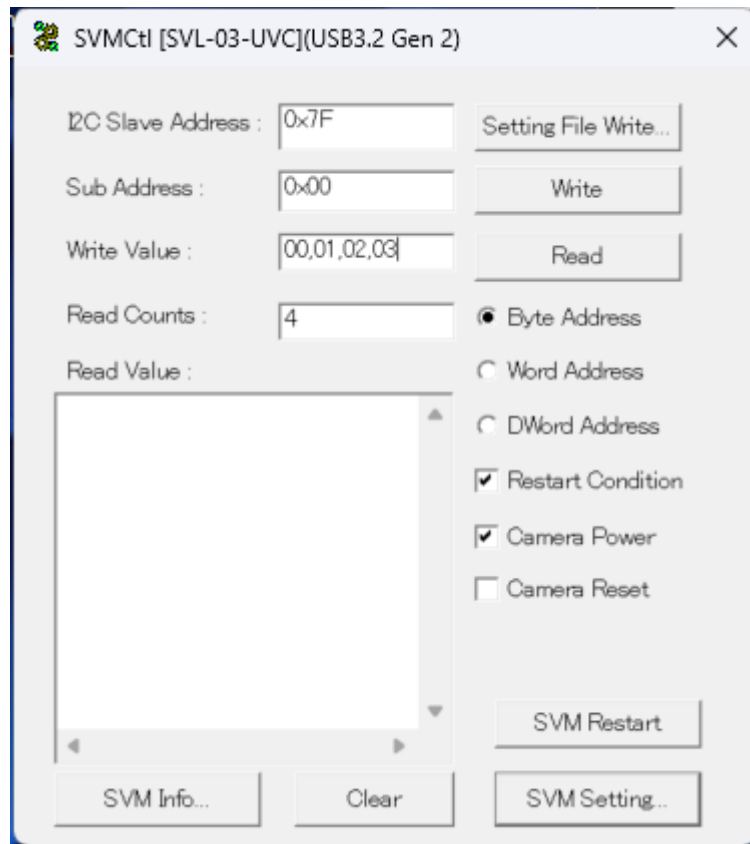 SVMCtl [SVL-03-UVC](USB3.2 Gen 2)
I2C Slave Address : 0x7F Setting File Write...
Sub Address : 0x00 Write
Write Value : 00,01,02,03 Read
Read Counts : 4 Byte Address
Read Value : Word Address
DWord Address
Restart Condition
Camera Power
Camera Reset
SVM Restart
SVM Info... Clear SVM Setting...